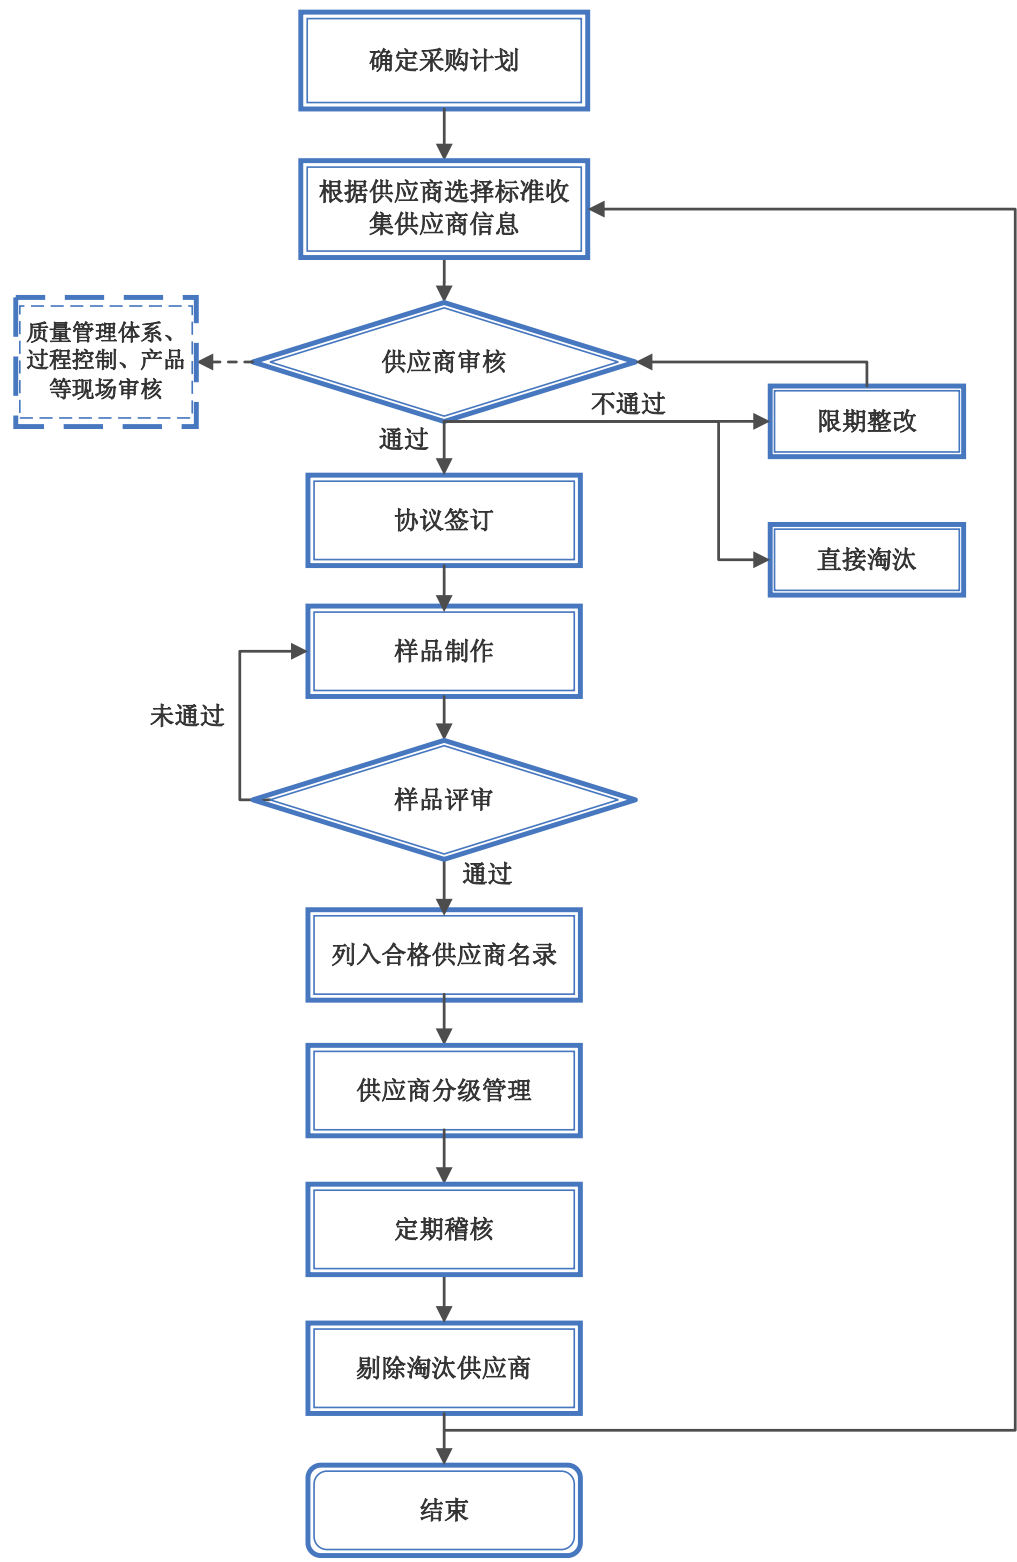 确定采购计划
根据供应商选择标准收
集供应商信息
质量管理体系、
过程控制、产品
等现场审核
供应商审核
不通过
限期整改
通过
协议签订
直接淘汰
样品制作
未通过
样品评审
通过
列入合格供应商名录
供应商分级管理
定期稽核
剔除淘汰供应商
结束